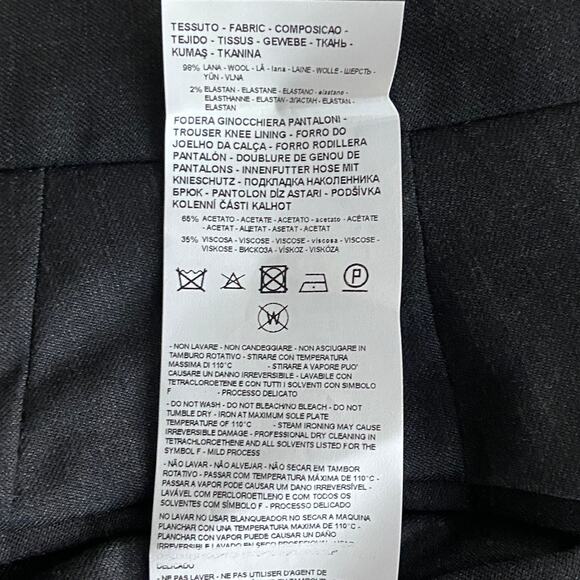 TESSUTO - FABRIC - COMPOSICAO -
TEJIDO - TISSUS - GEWEBE - ТКАНЬ -
KUMAŞ - TKANINA
98% LANA - WOOL - LÃ - lana - LAINE - WOLLE - ШЕРСТЬ -
YÜN - VLNA
2% ELASTAN - ELASTANE - ELASTANO - elastano -
ELASTHANNE - ELASTAN - ЭЛАСТАН - ELASTAN -
ELASTAN
FODERA GINOCCHIERA PANTALONI -
TROUSER KNEE LINING - FORRO DO
JOELHO DA CALÇA - FORRO RODILLERA
PANTALÓN - DOUBLURE DE GENOU DE
PANTALONS - INNENFUTTER HOSE MIT
KNIESCHUTZ - ПОДКЛАДКА НАКОЛЕННИКА
БРЮК - PANTOLON DİZ ASTARI - PODŠÍVKA
KOLENNÍ ČÁSTI KALHOT
65% ACETATO - ACETATE - ACETATO - acetato - ACÉTATE
- ACETAT - АЦЕТАТ - ASETAT - ACETÁT
35% VISCOSA - VISCOSE - VISCOSE - viscosa - VISCOSE -
VISKOSE - ВИСКОЗА - VİSKOZ - VISKÓZA
P
W
- NON LAVARE - NON CANDEGGIARE - NON ASCIUGARE IN
TAMBURO ROTATIVO - STIRARE CON TEMPERATURA
MASSIMA DI 110°C - STIRARE A VAPORE PUO'
CAUSARE UN DANNO IRREVERSIBILE - LAVABILE CON
TETRACLOROETENE E CON TUTTI I SOLVENTI CON SIMBOLO
F - PROCESSO DELICATO
- DO NOT WASH - DO NOT BLEACH/NO BLEACH - DO NOT
TUMBLE DRY - IRON AT MAXIMUM SOLE PLATE
TEMPERATURE OF 110°C - STEAM IRONING MAY CAUSE
IRREVERSIBLE DAMAGE - PROFESSIONAL DRY CLEANING IN
TETRACHLOROETHENE AND ALL SOLVENTS LISTED FOR THE
SYMBOL F - MILD PROCESS
- NÃO LAVAR - NÃO ALVEJAR - NÃO SECAR EM TAMBOR
ROTATIVO - PASSAR COM TEMPERATURA MÁXIMA DE 110°C -
PASSAR A VAPOR PODE CAUSAR UM DANO IRREVERSÍVEL -
LAVÁVEL COM PERCLOROETILENO E COM TODOS OS
SOLVENTES COM SÍMBOLO F - PROCESSO DELICADO
NO LAVAR NO USAR BLANQUEADOR NO SECAR A MAQUINA
PLANCHAR CON UNA TEMPERATURA MAXIMA DE 110°C -
PLANCHAR CON VAPOR PUEDE CAUSAR UN DAÑO
IRREVERSIBLE LAVADO EN SECO PROFESIONAL
DELICADO
- NE PAS LAVER - NE PAS UTILISER D'AGENT DE